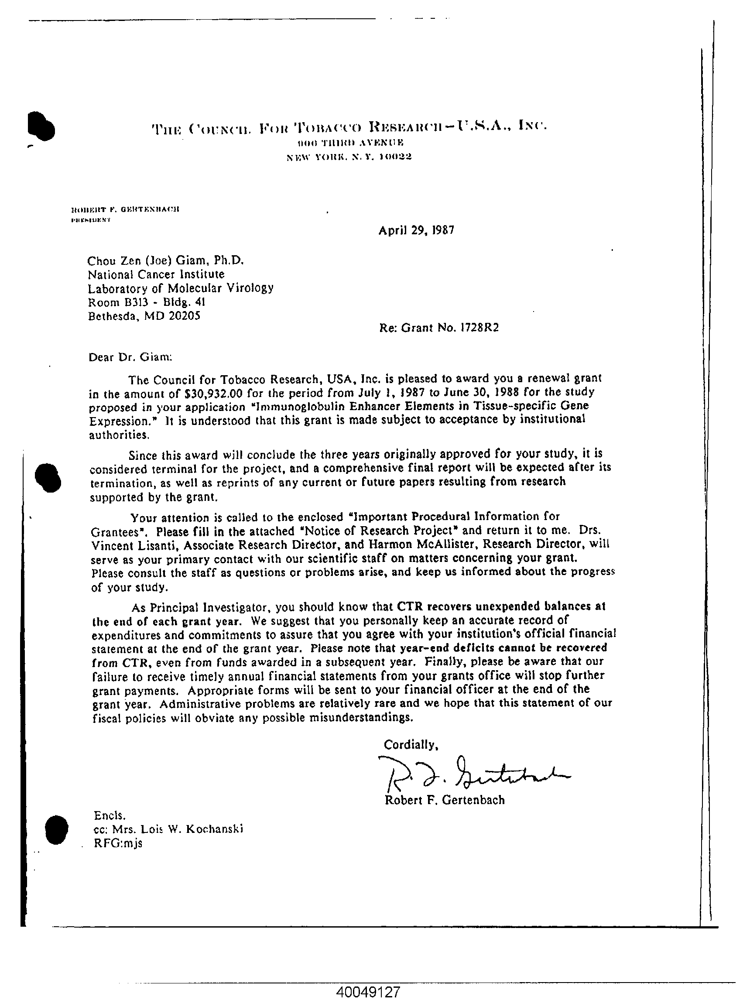 THE COUNCIL FOR TOBACCO RESEARCH-U.S.A., INC.
900 THIRD AVENUE
NEW YORK, N.Y. 10022
ROBERT F. GERTENBACH
PRESIDENT
April 29, 1987
Chou Zen (Joe) Giam, Ph.D.
National Cancer Institute
Laboratory of Molecular Virology
Room B313 - Bldg. 41
Bethesda, MD 20205
Re: Grant No. 1728R2
Dear Dr. Giam:
The Council for Tobacco Research, USA, Inc. is pleased to award you a renewal grant
in the amount of $30,932.00 for the period from July 1, 1987 to June 30, 1988 for the study
proposed in your application "Immunoglobulin Enhancer Elements in Tissue-specific Gene
Expression." It is understood that this grant is made subject to acceptance by institutional
authorities.
Since this award will conclude the three years originally approved for your study, it is
considered terminal for the project, and a comprehensive final report will be expected after its
termination, as well as reprints of any current or future papers resulting from research
supported by the grant.
Your attention is called to the enclosed "Important Procedural Information for
Grantees". Please fill in the attached "Notice of Research Project" and return it to me. Drs.
Vincent Lisanti, Associate Research Director, and Harmon McAllister, Research Director, will
serve as your primary contact with our scientific staff on matters concerning your grant.
Please consult the staff as questions or problems arise, and keep us informed about the progress
of your study.
As Principal Investigator, you should know that CTR recovers unexpended balances at
the end of each grant year. We suggest that you personally keep an accurate record of
expenditures and commitments to assure that you agree with your institution's official financial
statement at the end of the grant year. Please note that year-end deficits cannot be recovered
from CTR, even from funds awarded in a subsequent year. Finally, please be aware that our
failure to receive timely annual financial statements from your grants office will stop further
grant payments. Appropriate forms will be sent to your financial officer at the end of the
grant year. Administrative problems are relatively rare and we hope that this statement of our
fiscal policies will obviate any possible misunderstandings.
Cordially,
R. F. Gertenbach
Robert F. Gertenbach
Encls.
cc: Mrs. Lois W. Kochanski
RFG:mjs
40049127